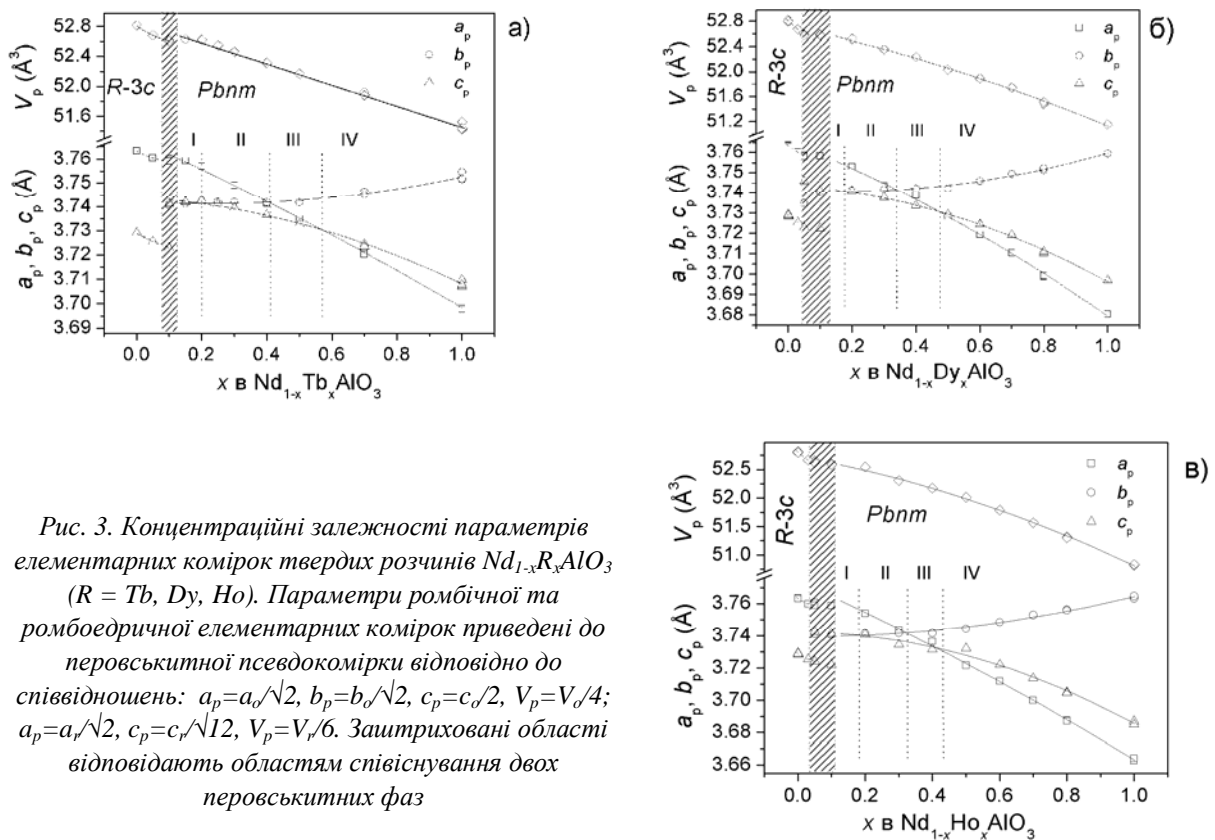 52.8
52.4
52.0
51.6
V_p (Å³)
R-3c
Pbnm
а)
a_p
b_p
c_p
I II III IV
3.76
3.75
3.74
3.73
3.72
3.71
3.70
3.69
a_p, b_p, c_p (Å)
0.0 0.2 0.4 0.6 0.8 1.0
x в Nd₁₋ₓTbₓAlO₃
52.8
52.4
52.0
51.6
51.2
V_p (Å³)
R-3c
Pbnm
б)
a_p
b_p
c_p
I II III IV
3.76
3.75
3.74
3.73
3.72
3.71
3.70
3.69
3.68
a_p, b_p, c_p (Å)
0.0 0.2 0.4 0.6 0.8 1.0
x в Nd₁₋ₓDyₓAlO₃
Рис. 3. Концентраційні залежності параметрів
елементарних комірок твердих розчинів Nd₁₋ₓRₓAlO₃
(R = Tb, Dy, Ho). Параметри ромбічної та
ромбоедричної елементарних комірок приведені до
перовськитної псевдокомірки відповідно до
співвідношень: a_p=a_o/√2, b_p=b_o/√2, c_p=c_o/2, V_p=V_o/4;
a_p=a_r/√2, c_p=c_r/√12, V_p=V_r/6. Заштриховані області
відповідають областям співіснування двох
перовськитних фаз
52.5
52.0
51.5
51.0
V_p (Å³)
R-3c
Pbnm
в)
a_p
b_p
c_p
I II III IV
3.76
3.74
3.72
3.70
3.68
3.66
a_p, b_p, c_p (Å)
0.0 0.2 0.4 0.6 0.8 1.0
x в Nd₁₋ₓHoₓAlO₃